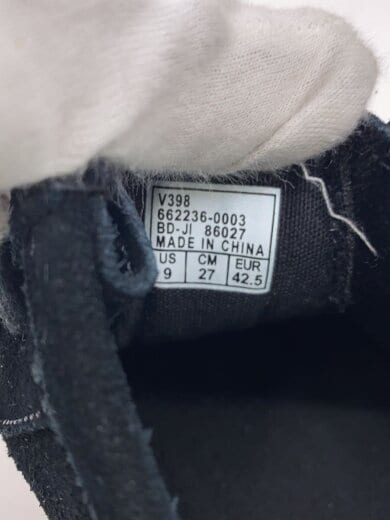 V398
662236-0003
BD-JI 86027
MADE IN CHINA
US CM EUR
9 27 42.5